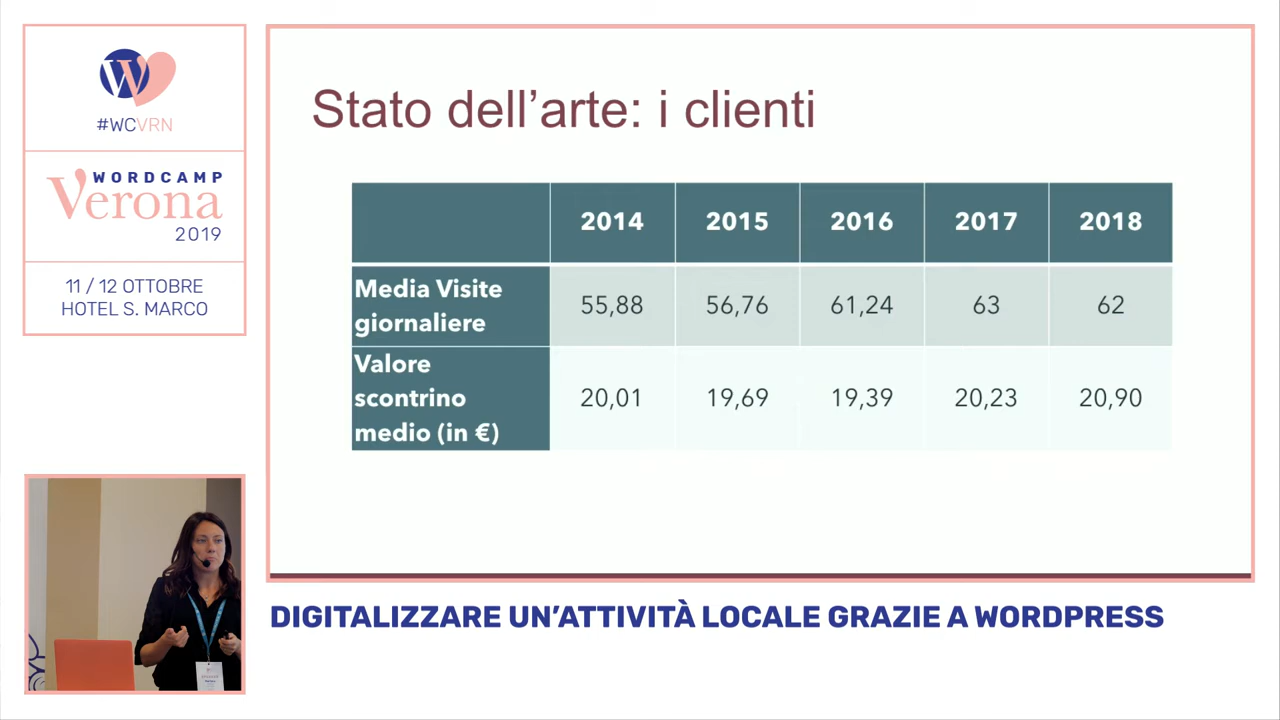 #WCVRN
WORDCAMP
Verona
2019
11 / 12 OTTOBRE
HOTEL S. MARCO
Stato dell’arte: i clienti
2014 2015 2016 2017 2018
Media Visite
giornaliere
55,88 56,76 61,24 63 62
Valore
scontrino
medio (in €)
20,01 19,69 19,39 20,23 20,90
DIGITALIZZARE UN’ATTIVITÀ LOCALE GRAZIE A WORDPRESS